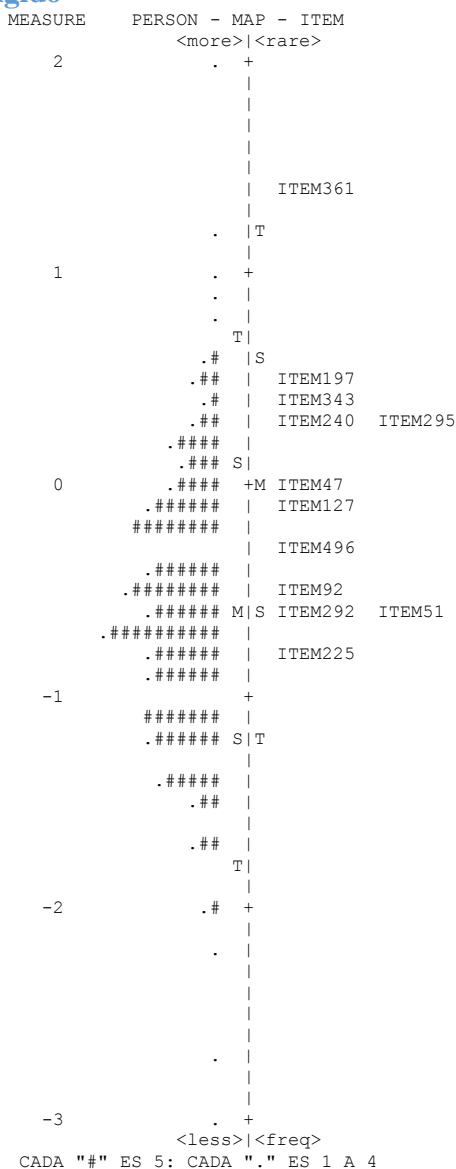 MEASURE PERSON - MAP - ITEM
<more>|<rare>
2 . +
|
|
|
|
|
| ITEM361
|
. |T
|
1 . +
. |
. |
T|
.# |S
.## | ITEM197
.# | ITEM343
.## | ITEM240 ITEM295
.#### |
.### S|
0 .#### +M ITEM47
.###### | ITEM127
######## |
| ITEM496
.###### |
.######## | ITEM92
.###### M|S ITEM292 ITEM51
.########## |
.###### | ITEM225
.###### |
-1 +
####### |
.###### S|T
|
.##### |
.## |
|
.## |
T|
|
-2 .# +
|
. |
|
|
|
|
. |
|
|
-3 . +
<less>|<freq>
CADA "#" ES 5: CADA "." ES 1 A 4